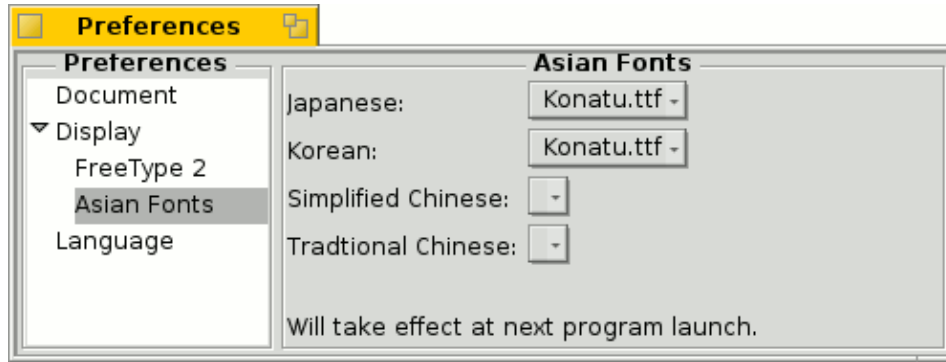 Preferences
Preferences
Document
Display
FreeType 2
Asian Fonts
Language
Asian Fonts
Japanese: Konatu.ttf
Korean: Konatu.ttf
Simplified Chinese:
Tradtional Chinese:
Will take effect at next program launch.